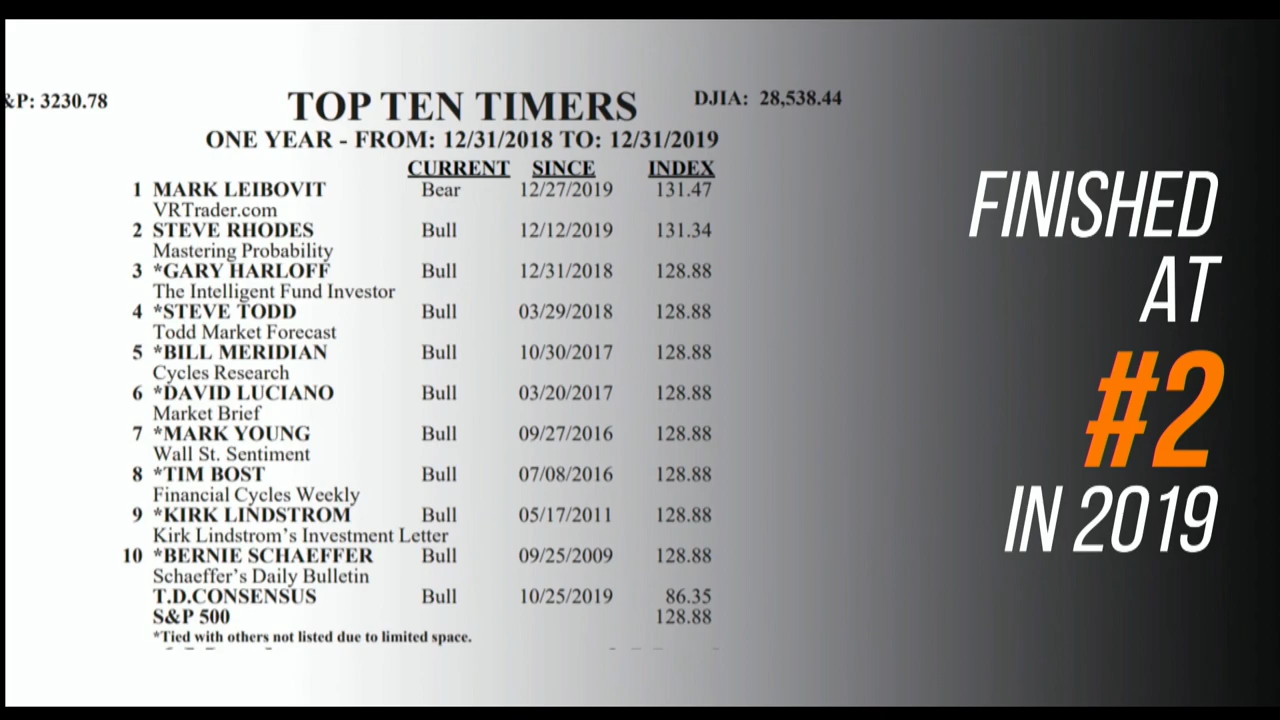 &P: 3230.78
TOP TEN TIMERS
DJIA: 28,538.44
ONE YEAR - FROM: 12/31/2018 TO: 12/31/2019
CURRENT SINCE INDEX
1 MARK LEIBOVIT Bear 12/27/2019 131.47
VRTrader.com
2 STEVE RHODES Bull 12/12/2019 131.34
Mastering Probability
3 *GARY HARLOFF Bull 12/31/2018 128.88
The Intelligent Fund Investor
4 *STEVE TODD Bull 03/29/2018 128.88
Todd Market Forecast
5 *BILL MERIDIAN Bull 10/30/2017 128.88
Cycles Research
6 *DAVID LUCIANO Bull 03/20/2017 128.88
Market Brief
7 *MARK YOUNG Bull 09/27/2016 128.88
Wall St. Sentiment
8 *TIM BOST Bull 07/08/2016 128.88
Financial Cycles Weekly
9 *KIRK LINDSTROM Bull 05/17/2011 128.88
Kirk Lindstrom's Investment Letter
10 *BERNIE SCHAEFFER Bull 09/25/2009 128.88
Schaeffer's Daily Bulletin
T.D.CONSENSUS Bull 10/25/2019 86.35
S&P 500 128.88
*Tied with others not listed due to limited space.
FINISHED
AT
#2
IN 2019